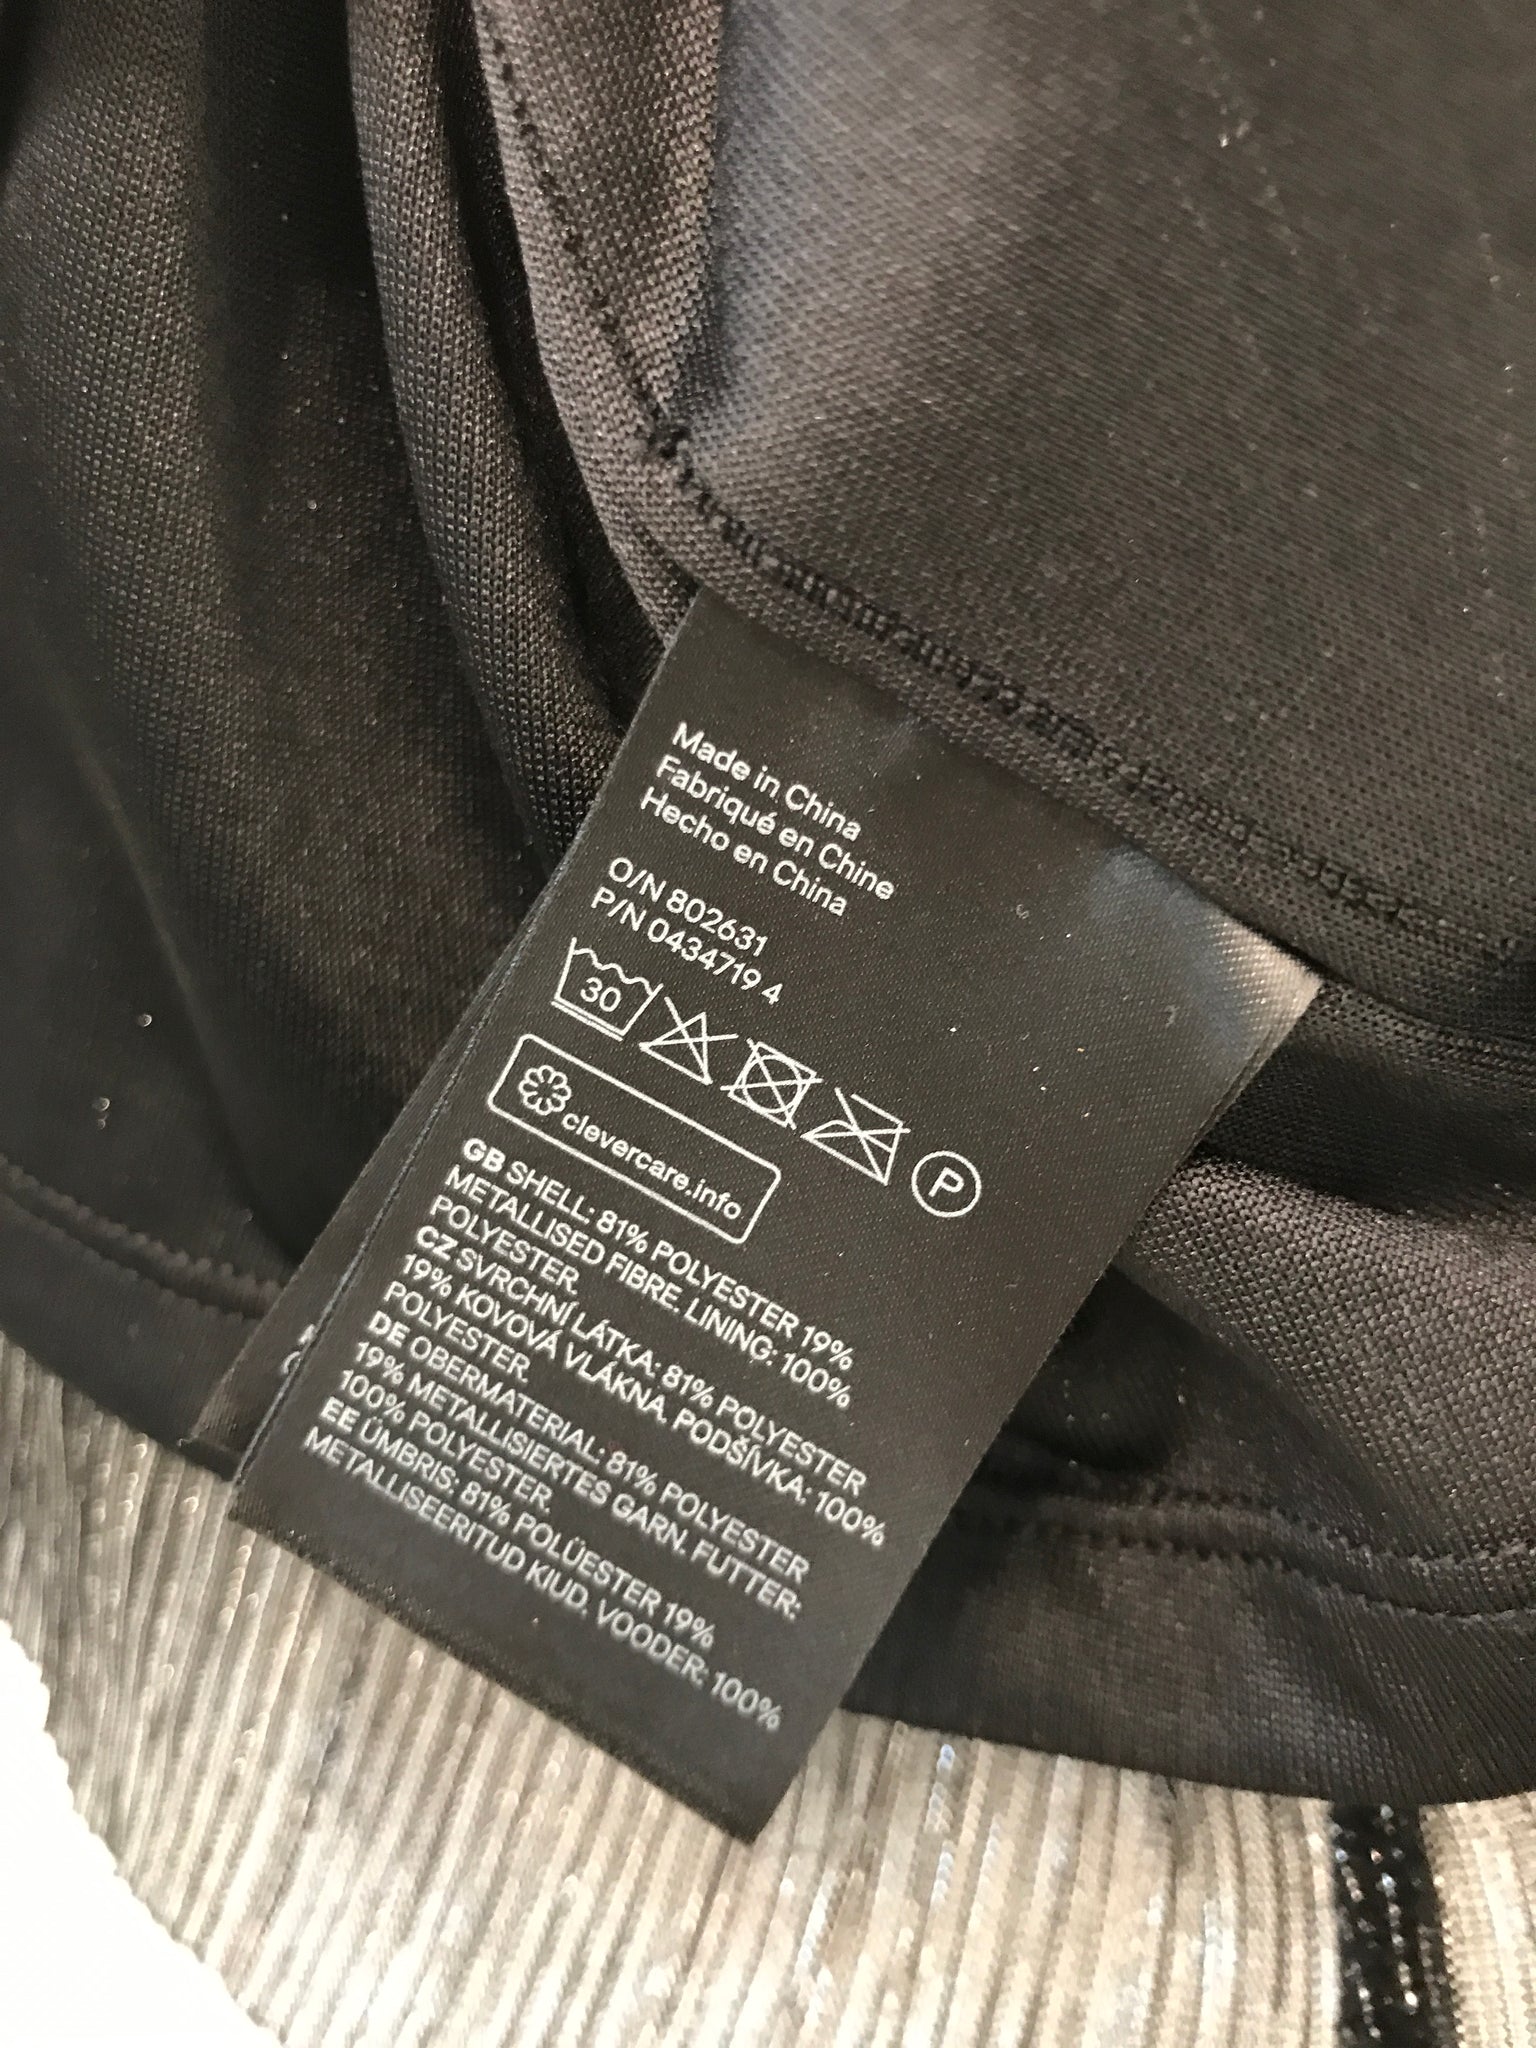 Made in China
Fabriqué en Chine
Hecho en China
O/N 802631
P/N 0434719 4
30
P
clevercare.info
GB SHELL: 81% POLYESTER 19%
METALLISED FIBRE. LINING: 100%
POLYESTER.
CZ SVRCHNÍ LÁTKA: 81% POLYESTER
19% KOVOVÁ VLÁKNA. PODŠÍVKA: 100%
POLYESTER.
DE OBERMATERIAL: 81% POLYESTER
19% METALLISIERTES GARN. FUTTER:
100% POLYESTER.
EE ÜMBRIS: 81% POLÜESTER 19%
METALLISEERITUD KIUD. VOODER: 100%